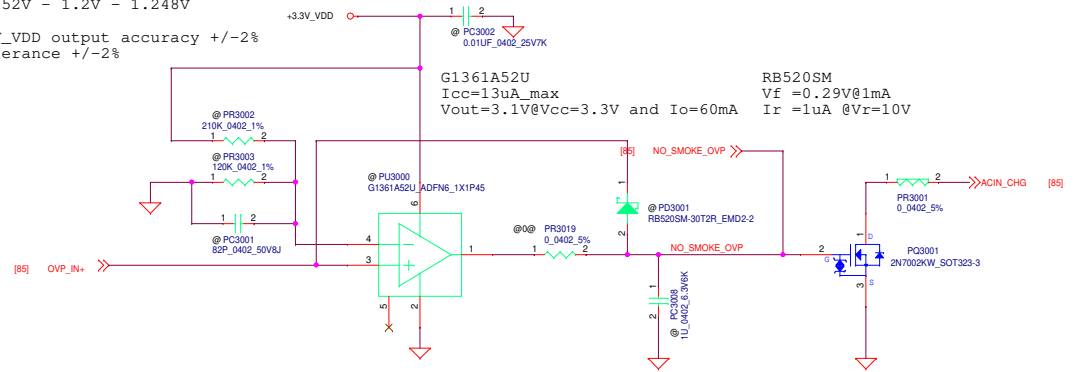 52V - 1.2V - 1.248V
V_VDD output accuracy +/-2%
erance +/-2%
+3.3V_VDD
1 2
@ PC3002
0.01UF_0402_25V7K
G1361A52U
Icc=13uA_max
Vout=3.1V@Vcc=3.3V and Io=60mA
RB520SM
Vf =0.29V@1mA
Ir =1uA @Vr=10V
@ PR3002
210K_0402_1%
1 2
@ PR3003
120K_0402_1%
1 2
1 2
@ PC3001
82P_0402_50V8J
[85] OVP_IN+
@ PU3000
G1361A52U_ADFN6_1X1P45
6
4
3
1
5
2
@0@ PR3019
0_0402_5%
1 2
[85] NO_SMOKE_OVP
1
@ PD3001
RB520SM-30T2R_EMD2-2
2
NO_SMOKE_OVP
1
2
@ PC3008
1U_0402_6.3V6K
1 2
PR3001
0_0402_5%
ACIN_CHG [85]
1
D
2
G
PQ3001
2N7002KW_SOT323-3
3
S